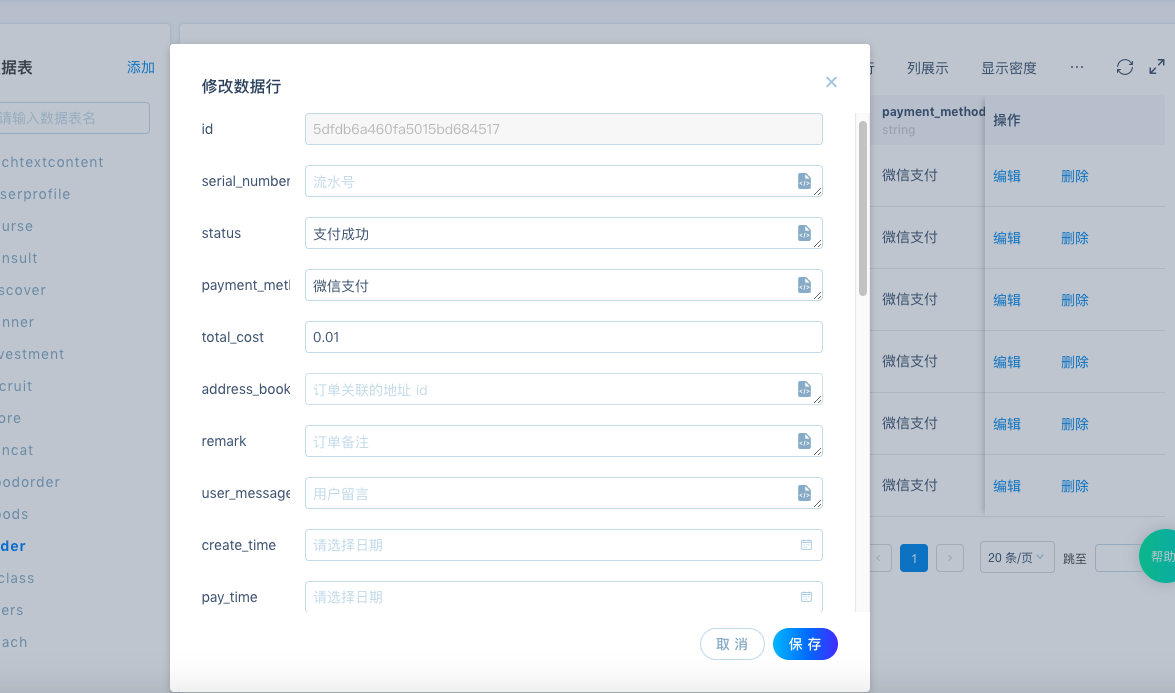 据表
添加
请输入数据表名
chtextcontent
serprofile
urse
nsult
scover
nner
vestment
cruit
ore
ncat
odorder
ods
der
class
ers
ach
修改数据行
id
5dfdb6a460fa5015bd684517
serial_number
流水号
status
支付成功
payment_met
微信支付
total_cost
0.01
address_book
订单关联的地址 id
remark
订单备注
user_message
用户留言
create_time
请选择日期
pay_time
请选择日期
取 消
保 存
行
列展示
显示密度
···
payment_method
string
操作
微信支付
编辑
删除
微信支付
编辑
删除
微信支付
编辑
删除
微信支付
编辑
删除
微信支付
编辑
删除
微信支付
编辑
删除
1
20 条/页
跳至
帮助